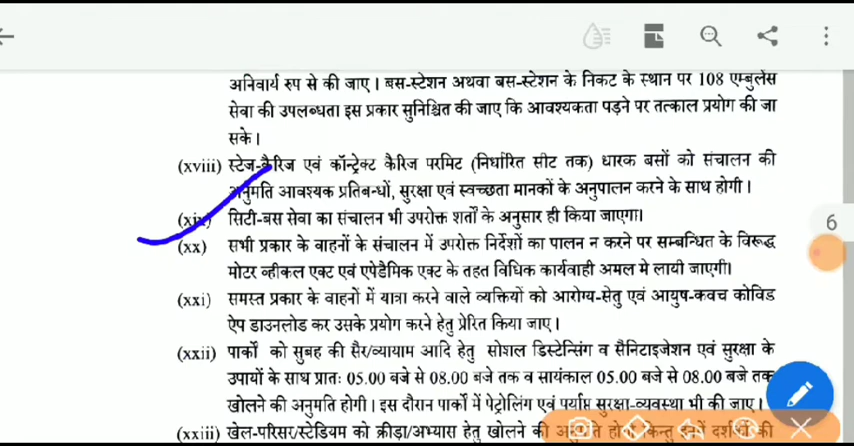 अनिवार्य रुप से की जाए। बस-स्टेशन अथवा बस-स्टेशन के निकट के स्थान पर 108 एम्बुलेंस
सेवा की उपलब्धता इस प्रकार सुनिश्चित की जाए कि आवश्यकता पड़ने पर तत्काल प्रयोग की जा
सके।
(xviii) स्टेज-कैरिज एवं कॉन्ट्रेक्ट कैरिज परमिट (निर्धारित सीट तक) धारक बसों को संचालन की
अनुमति आवश्यक प्रतिबन्धों, सुरक्षा एवं स्वच्छता मानकों के अनुपालन करने के साथ होगी।
(xix) सिटी-बस सेवा का संचालन भी उपरोक्त शर्तों के अनुसार ही किया जाएगा।
6
(xx) सभी प्रकार के वाहनों के संचालन में उपरोक्त निर्देशों का पालन न करने पर सम्बन्धित के विरूद्ध
मोटर व्हीकल एक्ट एवं एपेडैमिक एक्ट के तहत विधिक कार्यवाही अमल मे लायी जाएगी।
(xxi) समस्त प्रकार के वाहनों में यात्रा करने वाले व्यक्तियों को आरोग्य-सेतु एवं आयुष-कवच कोविड
ऐप डाउनलोड कर उसके प्रयोग करने हेतु प्रेरित किया जाए।
(xxii) पार्कों को सुबह की सैर/व्यायाम आदि हेतु सोशल डिस्टेन्सिंग व सैनिटाइजेशन एवं सुरक्षा के
उपायों के साथ प्रातः 05.00 बजे से 08.00 बजे तक व सायंकाल 05.00 बजे से 08.00 बजे तक
खोलने की अनुमति होगी। इस दौरान पार्कों में पेट्रोलिंग एवं पर्याप्त सुरक्षा-व्यवस्था भी की जाए।
(xxiii) खेल-परिसर/स्टेडियम को क्रीड़ा/अभ्यास हेतु खोलने की अनुमति होगी किन्तु इनमें दर्शकों की